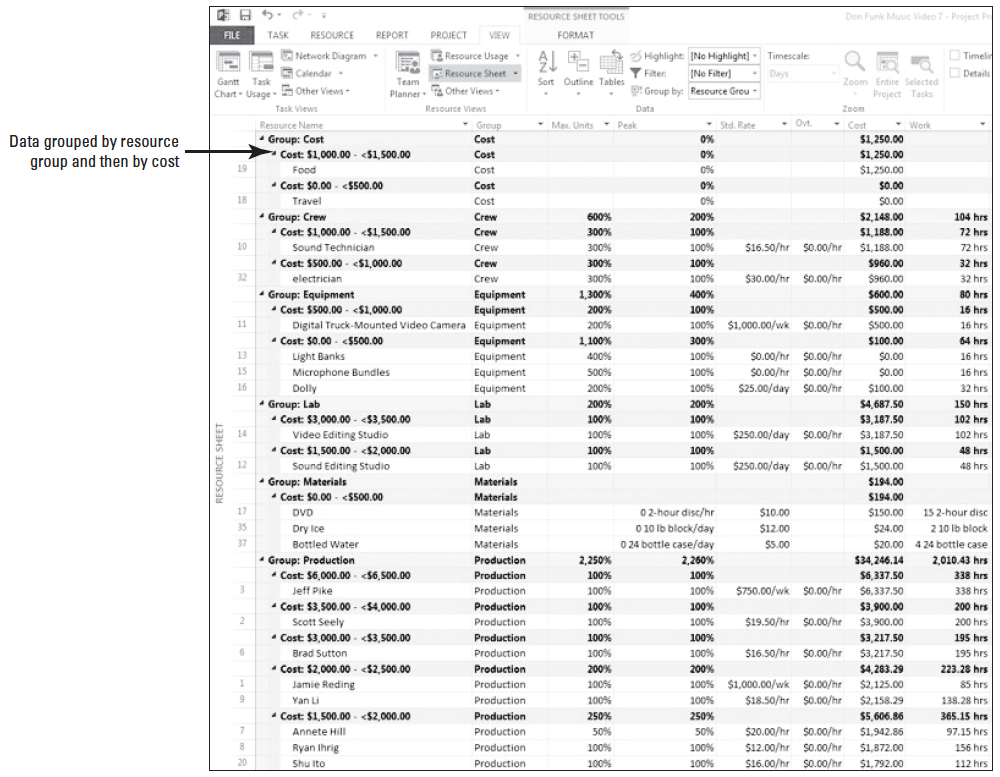 RESOURCE SHEET TOOLS Don Funk Music Video 7 - Project Pr
FILE TASK RESOURCE REPORT PROJECT VIEW FORMAT
Network Diagram Resource Usage Highlight: [No Highlight] Timescale: Timelin
Calendar Resource Sheet Filter: [No Filter] Days Details
Gantt Chart Task Usage Other Views Team Planner Other Views Sort Outline Tables Group by: Resource Grou Zoom Entire Project Selected Tasks
Task Views Resource Views Data Zoom
Resource Name Group Max. Units Peak Std. Rate Ovt. Cost Work
Data grouped by resource
group and then by cost
RESOURCE SHEET
Group: Cost Cost 0% $1,250.00
Cost: $1,000.00 - <$1,500.00 Cost 0% $1,250.00
19 Food Cost 0% $1,250.00
Cost: $0.00 - <$500.00 Cost 0% $0.00
18 Travel Cost 0% $0.00
Group: Crew Crew 600% 200% $2,148.00 104 hrs
Cost: $1,000.00 - <$1,500.00 Crew 300% 100% $1,188.00 72 hrs
10 Sound Technician Crew 300% 100% $16.50/hr $0.00/hr $1,188.00 72 hrs
Cost: $500.00 - <$1,000.00 Crew 300% 100% $960.00 32 hrs
32 electrician Crew 300% 100% $30.00/hr $0.00/hr $960.00 32 hrs
Group: Equipment Equipment 1,300% 400% $600.00 80 hrs
Cost: $500.00 - <$1,000.00 Equipment 200% 100% $500.00 16 hrs
11 Digital Truck-Mounted Video Camera Equipment 200% 100% $1,000.00/wk $0.00/hr $500.00 16 hrs
Cost: $0.00 - <$500.00 Equipment 1,100% 300% $100.00 64 hrs
13 Light Banks Equipment 400% 100% $0.00/hr $0.00/hr $0.00 16 hrs
15 Microphone Bundles Equipment 500% 100% $0.00/hr $0.00/hr $0.00 16 hrs
16 Dolly Equipment 200% 100% $25.00/day $0.00/hr $100.00 32 hrs
Group: Lab Lab 200% 200% $4,687.50 150 hrs
Cost: $3,000.00 - <$3,500.00 Lab 100% 100% $3,187.50 102 hrs
14 Video Editing Studio Lab 100% 100% $250.00/day $0.00/hr $3,187.50 102 hrs
Cost: $1,500.00 - <$2,000.00 Lab 100% 100% $1,500.00 48 hrs
12 Sound Editing Studio Lab 100% 100% $250.00/day $0.00/hr $1,500.00 48 hrs
Group: Materials Materials $194.00
Cost: $0.00 - <$500.00 Materials $194.00
17 DVD Materials 0 2-hour disc/hr $10.00 $150.00 15 2-hour disc
35 Dry Ice Materials 0 10 lb block/day $12.00 $24.00 2 10 lb block
37 Bottled Water Materials 0 24 bottle case/day $5.00 $20.00 4 24 bottle case
Group: Production Production 2,250% 2,260% $34,246.14 2,010.43 hrs
Cost: $6,000.00 - <$6,500.00 Production 100% 100% $6,337.50 338 hrs
3 Jeff Pike Production 100% 100% $750.00/wk $0.00/hr $6,337.50 338 hrs
Cost: $3,500.00 - <$4,000.00 Production 100% 100% $3,900.00 200 hrs
2 Scott Seely Production 100% 100% $19.50/hr $0.00/hr $3,900.00 200 hrs
Cost: $3,000.00 - <$3,500.00 Production 100% 100% $3,217.50 195 hrs
6 Brad Sutton Production 100% 100% $16.50/hr $0.00/hr $3,217.50 195 hrs
Cost: $2,000.00 - <$2,500.00 Production 200% 200% $4,283.29 223.28 hrs
1 Jamie Reding Production 100% 100% $1,000.00/wk $0.00/hr $2,125.00 85 hrs
9 Yan Li Production 100% 100% $18.50/hr $0.00/hr $2,158.29 138.28 hrs
Cost: $1,500.00 - <$2,000.00 Production 250% 250% $5,606.86 365.15 hrs
7 Annete Hill Production 50% 50% $20.00/hr $0.00/hr $1,942.86 97.15 hrs
8 Ryan Ihrig Production 100% 100% $12.00/hr $0.00/hr $1,872.00 156 hrs
20 Shu Ito Production 100% 100% $16.00/hr $0.00/hr $1,792.00 112 hrs